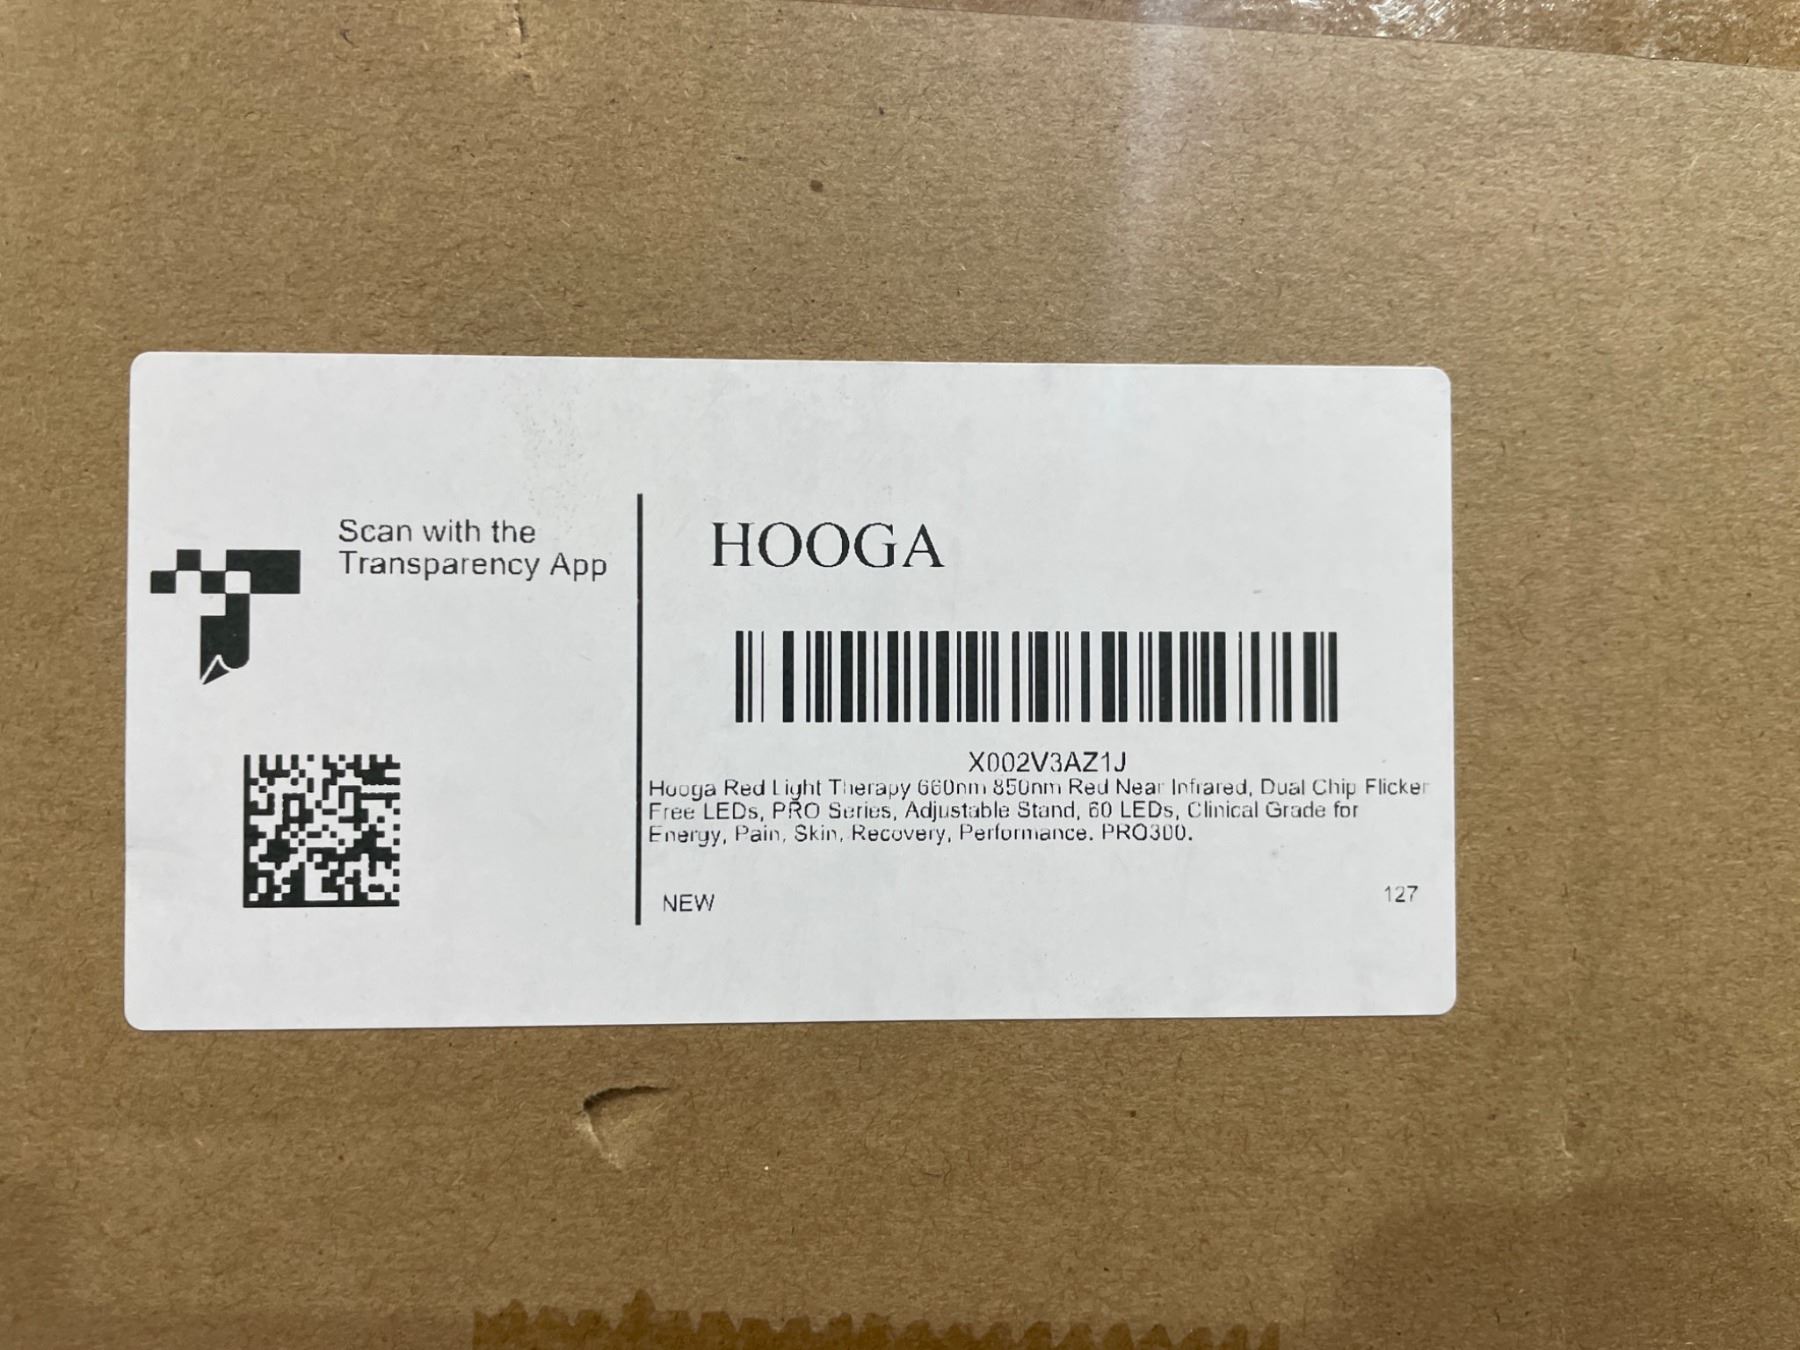 Scan with the
Transparency App
HOOGA
X002V3AZ1J
Hooga Red Light Therapy 660nm 850nm Red Near Infrared, Dual Chip Flicker
Free LEDs, PRO Series, Adjustable Stand, 60 LEDs, Clinical Grade for
Energy, Pain, Skin, Recovery, Performance. PRO300.
NEW
127